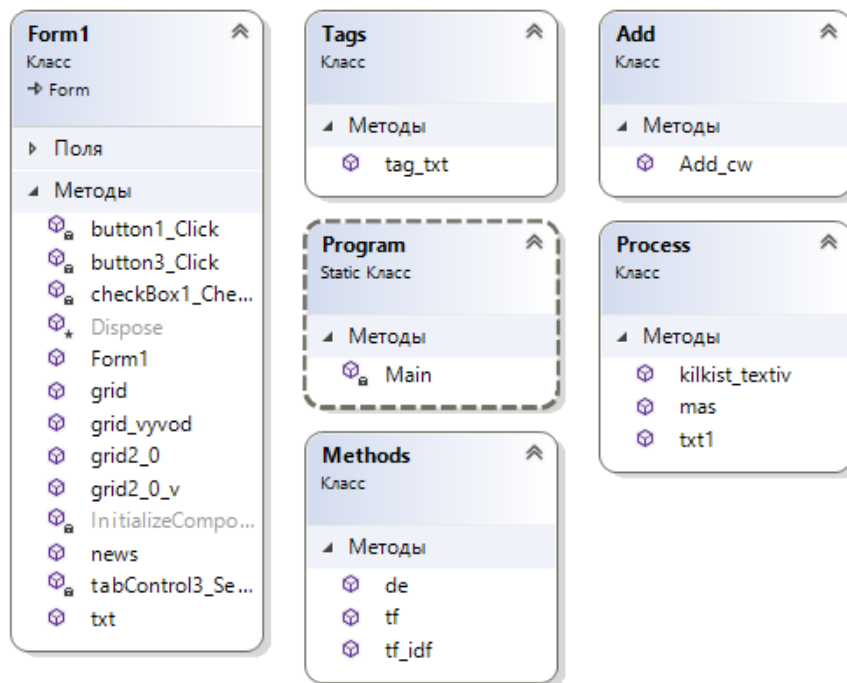 Form1
Класс
Form
Поля
Методы
button1_Click
button3_Click
checkBox1_Che...
Dispose
Form1
grid
grid_vyvod
grid2_0
grid2_0_v
InitializeCompo...
news
tabControl3_Se...
txt
Tags
Класс
Методы
tag_txt
Program
Static Класс
Методы
Main
Methods
Класс
Методы
de
tf
tf_idf
Add
Класс
Методы
Add_cw
Process
Класс
Методы
kilkist_textiv
mas
txt1